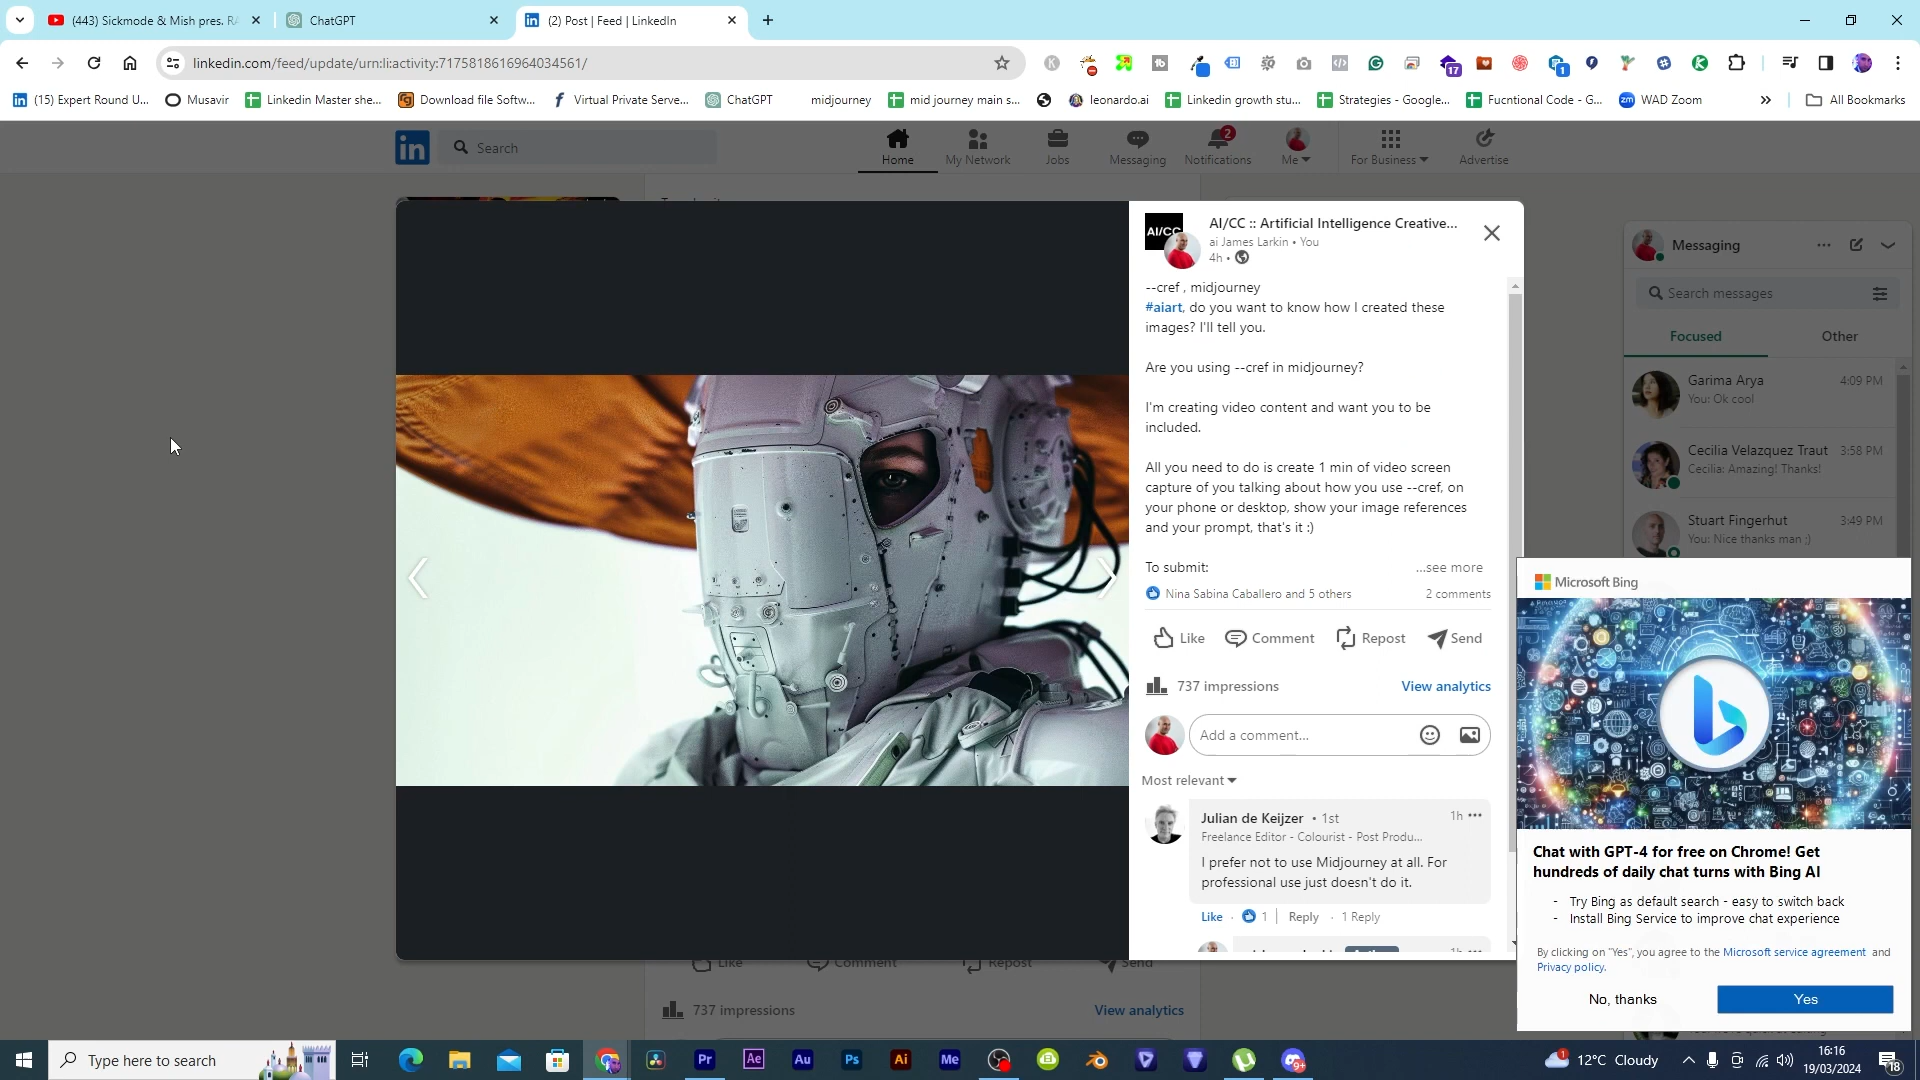 (443) Sickmode & Mish pres. RA
ChatGPT
(2) Post | Feed | LinkedIn
linkedin.com/feed/update/urn:li:activity:7175818616964034561/
17
1
(15) Expert Round U...
Musavir
Linkedin Master she...
Download file Softw...
Virtual Private Serve...
ChatGPT
midjourney
mid journey main s...
leonardo.ai
Linkedin growth stu...
Strategies - Google...
Fucntional Code - G...
WAD Zoom
All Bookmarks
Search
Home
My Network
Jobs
Messaging
2
Notifications
Me
For Business
Advertise
AI/CC
AI/CC :: Artificial Intelligence Creative...
ai James Larkin • You
4h •
--cref , midjourney
#aiart, do you want to know how I created these
images? I'll tell you.
Are you using --cref in midjourney?
I'm creating video content and want you to be
included.
All you need to do is create 1 min of video screen
capture of you talking about how you use --cref, on
your phone or desktop, show your image references
and your prompt, that's it :)
To submit:
...see more
Nina Sabina Caballero and 5 others
2 comments
Like
Comment
Repost
Send
737 impressions
View analytics
Add a comment...
Most relevant
Julian de Keijzer • 1st
1h
Freelance Editor - Colourist - Post Produ...
I prefer not to use Midjourney at all. For
professional use just doesn't do it.
Like · 1 | Reply · 1 Reply
Like
Comment
Repost
Send
737 impressions
View analytics
Messaging
Search messages
Focused
Other
Garima Arya
4:09 PM
You: Ok cool
Cecilia Velazquez Traut
3:58 PM
Cecilia: Amazing! Thanks!
Stuart Fingerhut
3:49 PM
You: Nice thanks man ;)
Microsoft Bing
Chat with GPT-4 for free on Chrome! Get
hundreds of daily chat turns with Bing AI
- Try Bing as default search - easy to switch back
- Install Bing Service to improve chat experience
By clicking on "Yes", you agree to the Microsoft service agreement and
Privacy policy.
No, thanks
Yes
Type here to search
Pr
Ae
Au
Ps
Ai
Me
9+
1
12°C Cloudy
16:16
19/03/2024
18